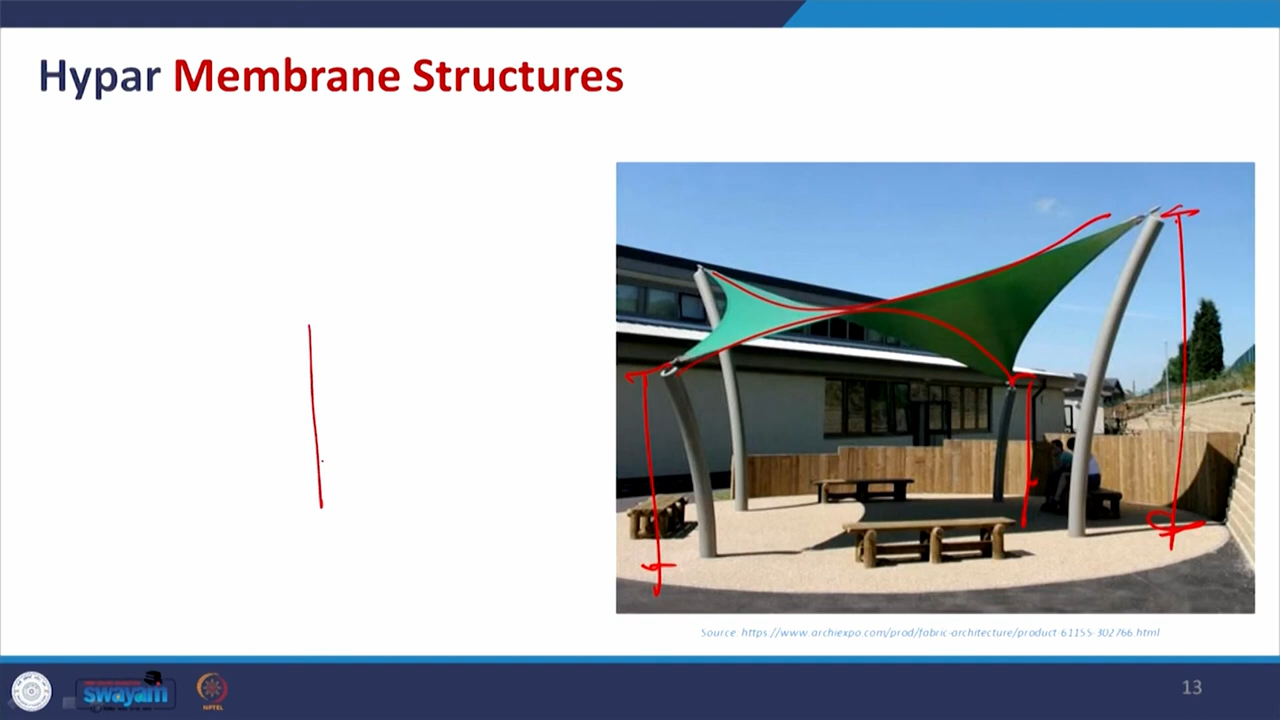 Hypar Membrane Structures
Source: https://www.archiexpo.com/prod/fabric-architecture/product-61155-302766.html
swayam
NPTEL
13